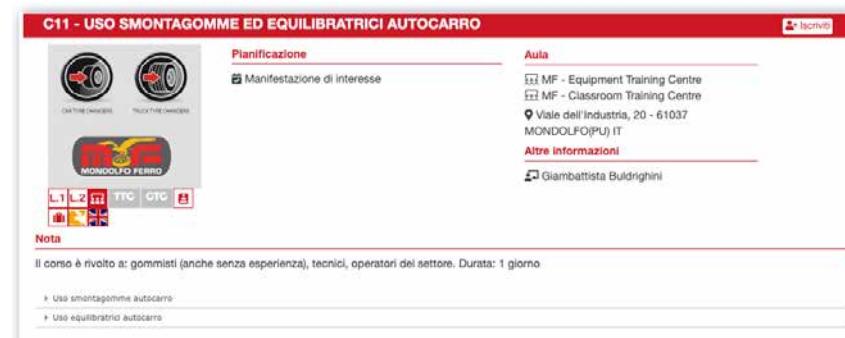 C11 - USO SMONTAGOMME ED EQUILIBRATRICI AUTOCARRO
Iscriviti
CAR TYRE CHANGERS
TRUCK TYRE CHANGERS
MF
MONDOLFO FERRO
L.1 L.2 TTC CTC
Pianificazione
Manifestazione di interesse
Aula
MF - Equipment Training Centre
MF - Classroom Training Centre
Viale dell'Industria, 20 - 61037
MONDOLFO(PU) IT
Altre informazioni
Giambattista Buldrighini
Nota
Il corso è rivolto a: gommisti (anche senza esperienza), tecnici, operatori del settore. Durata: 1 giorno
Uso smontagomme autocarro
Uso equilibratrici autocarro